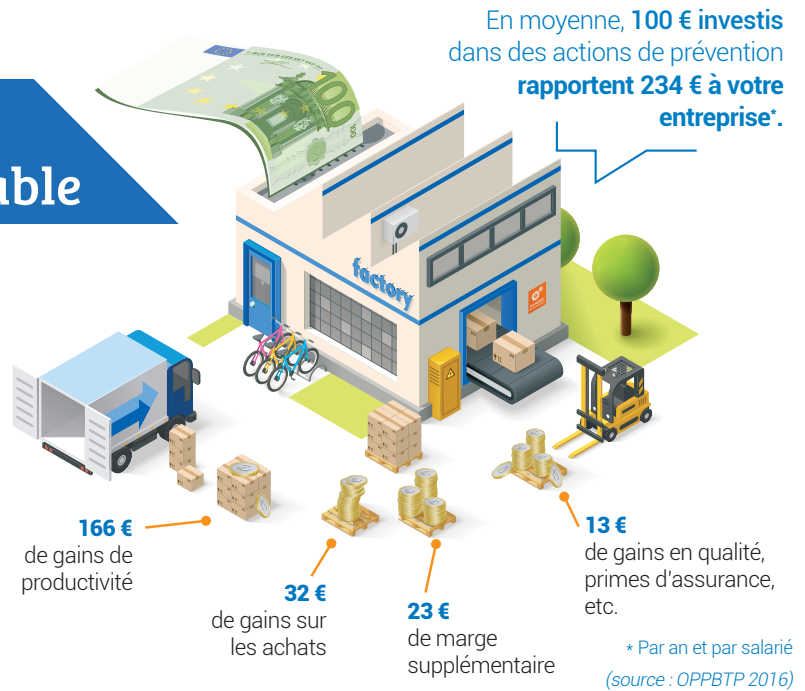 En moyenne, 100 € investis
dans des actions de prévention
rapportent 234 € à votre
entreprise*.
able
100
factory
166 €
de gains de
productivité
32 €
de gains sur
les achats
23 €
de marge
supplémentaire
13 €
de gains en qualité,
primes d'assurance,
etc.
* Par an et par salarié
(source : OPPBTP 2016)